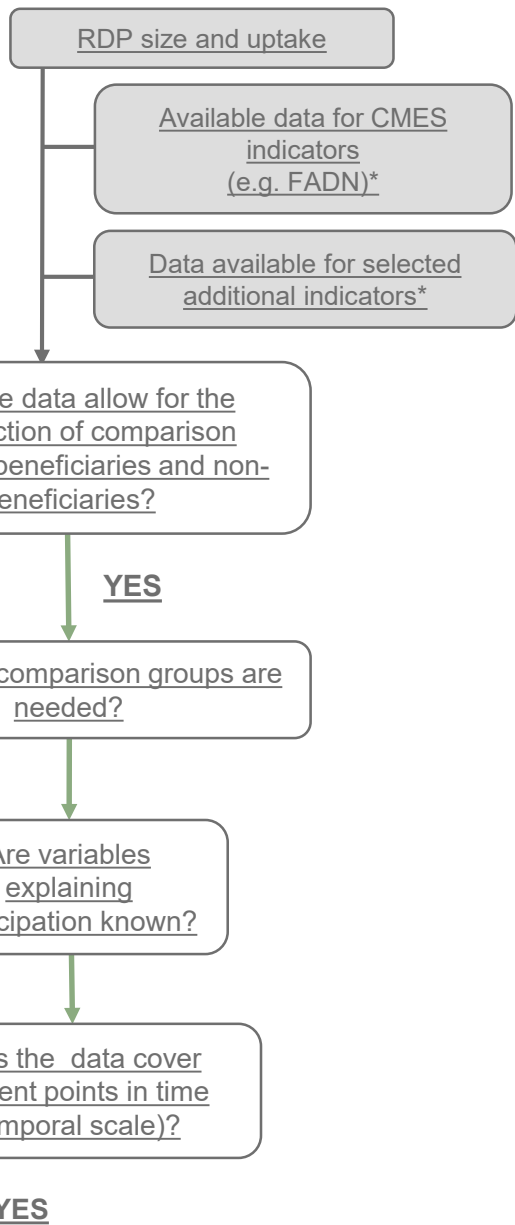 RDP size and uptake
Available data for CMES
indicators
(e.g. FADN)*
Data available for selected
additional indicators*
e data allow for the
ction of comparison
beneficiaries and non-
eneficiaries?
YES
comparison groups are
needed?
Are variables
explaining
cipation known?
s the data cover
ent points in time
mporal scale)?
YES